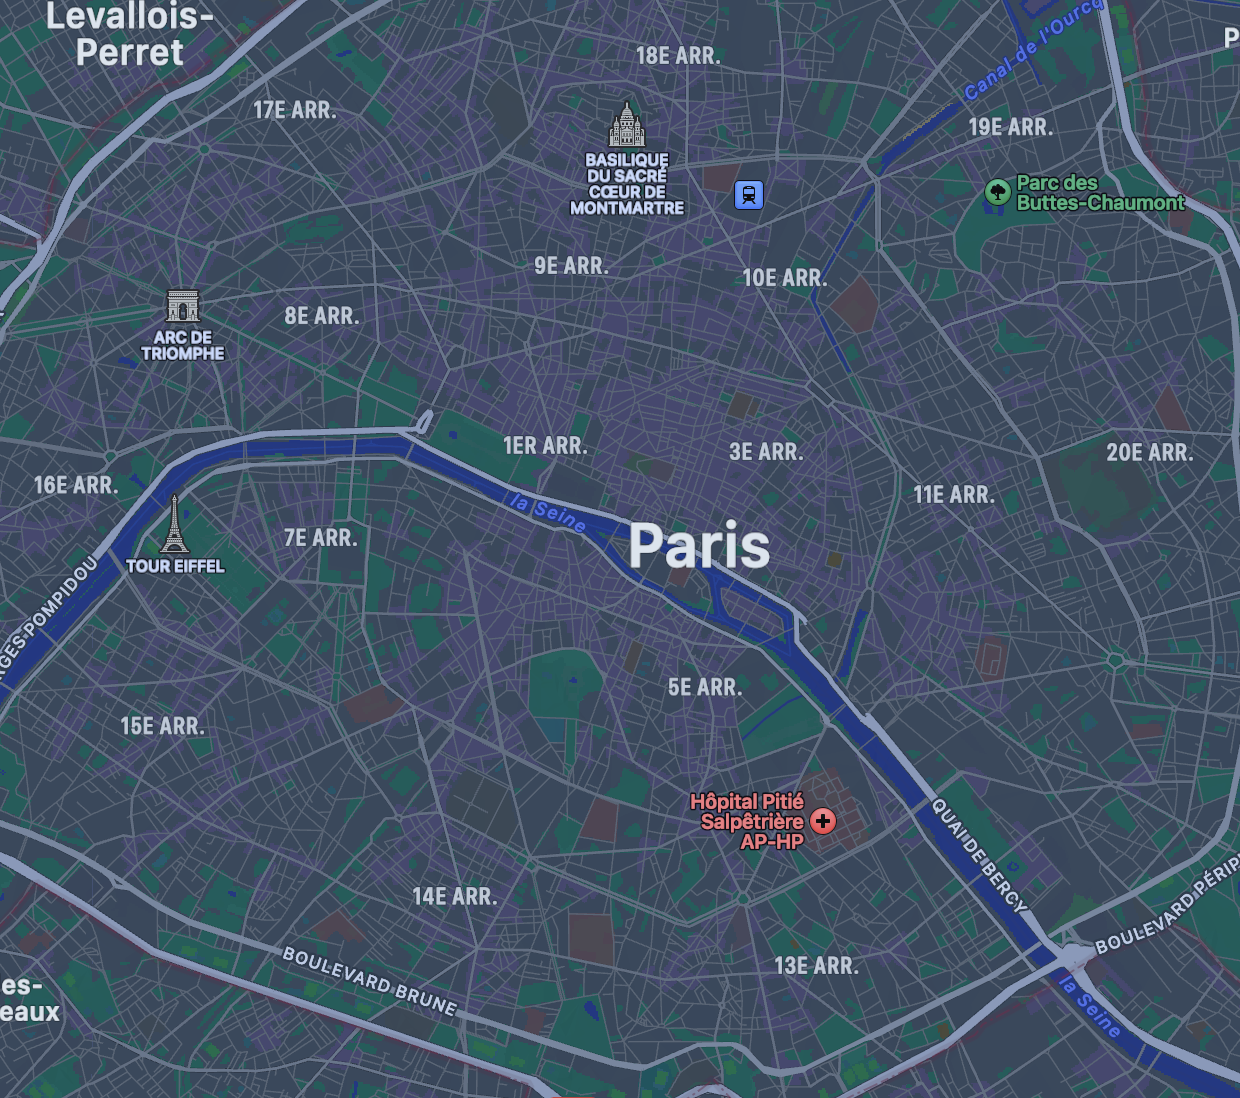 Levallois-
Perret
18E ARR.
P
17E ARR.
Canal de l'Ourcq
19E ARR.
BASILIQUE
DU SACRÉ
CŒUR DE
MONTMARTRE
Parc des
Buttes-Chaumont
9E ARR.
10E ARR.
8E ARR.
ARC DE
TRIOMPHE
1ER ARR.
3E ARR.
20E ARR.
16E ARR.
11E ARR.
la Seine
7E ARR.
Paris
TOUR EIFFEL
GES POMPIDOU
5E ARR.
15E ARR.
Hôpital Pitié
Salpêtrière
AP-HP
QUAI DE BERCY
14E ARR.
BOULEVARD PÉRIP
BOULEVARD BRUNE
13E ARR.
es-
eaux
la Seine